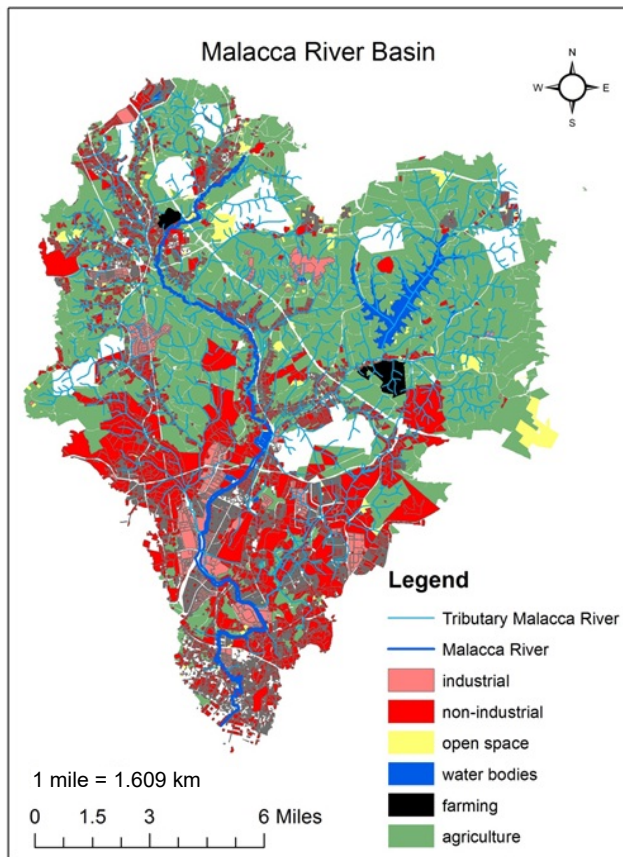 Malacca River Basin
N
W E
S
Legend
Tributary Malacca River
Malacca River
industrial
non-industrial
open space
water bodies
farming
agriculture
1 mile = 1.609 km
0 1.5 3 6 Miles